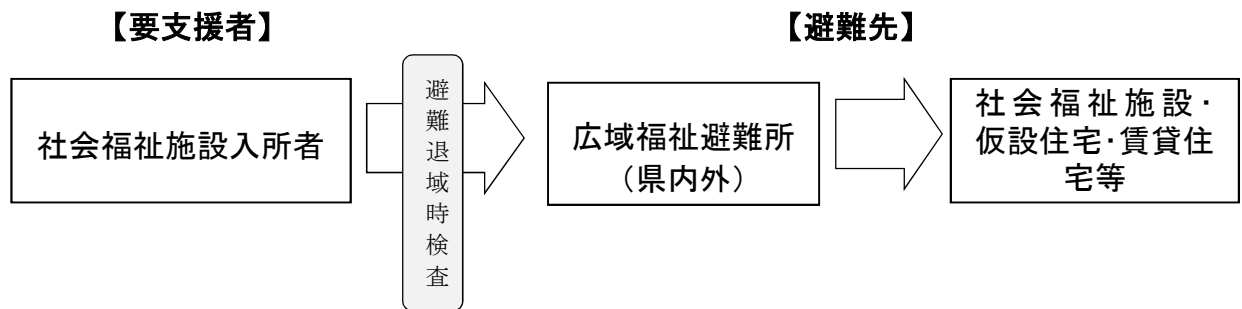 【要支援者】
【避難先】
社会福祉施設入所者
避難退域時検査
広域福祉避難所
(県内外)
社会福祉施設・
仮設住宅・賃貸住
宅等